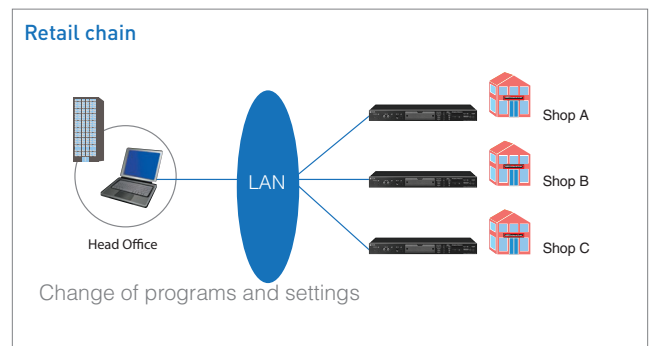 Retail chain
Shop A
LAN
Shop B
Head Office
Shop C
Change of programs and settings